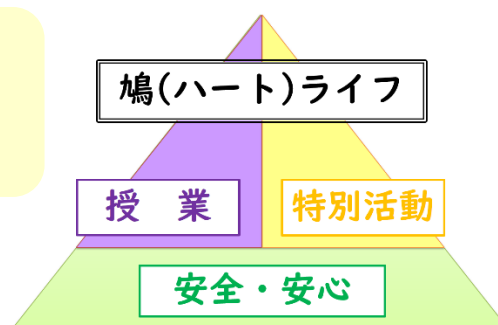 鳩(ハート)ライフ
授　業
特別活動
安全・安心